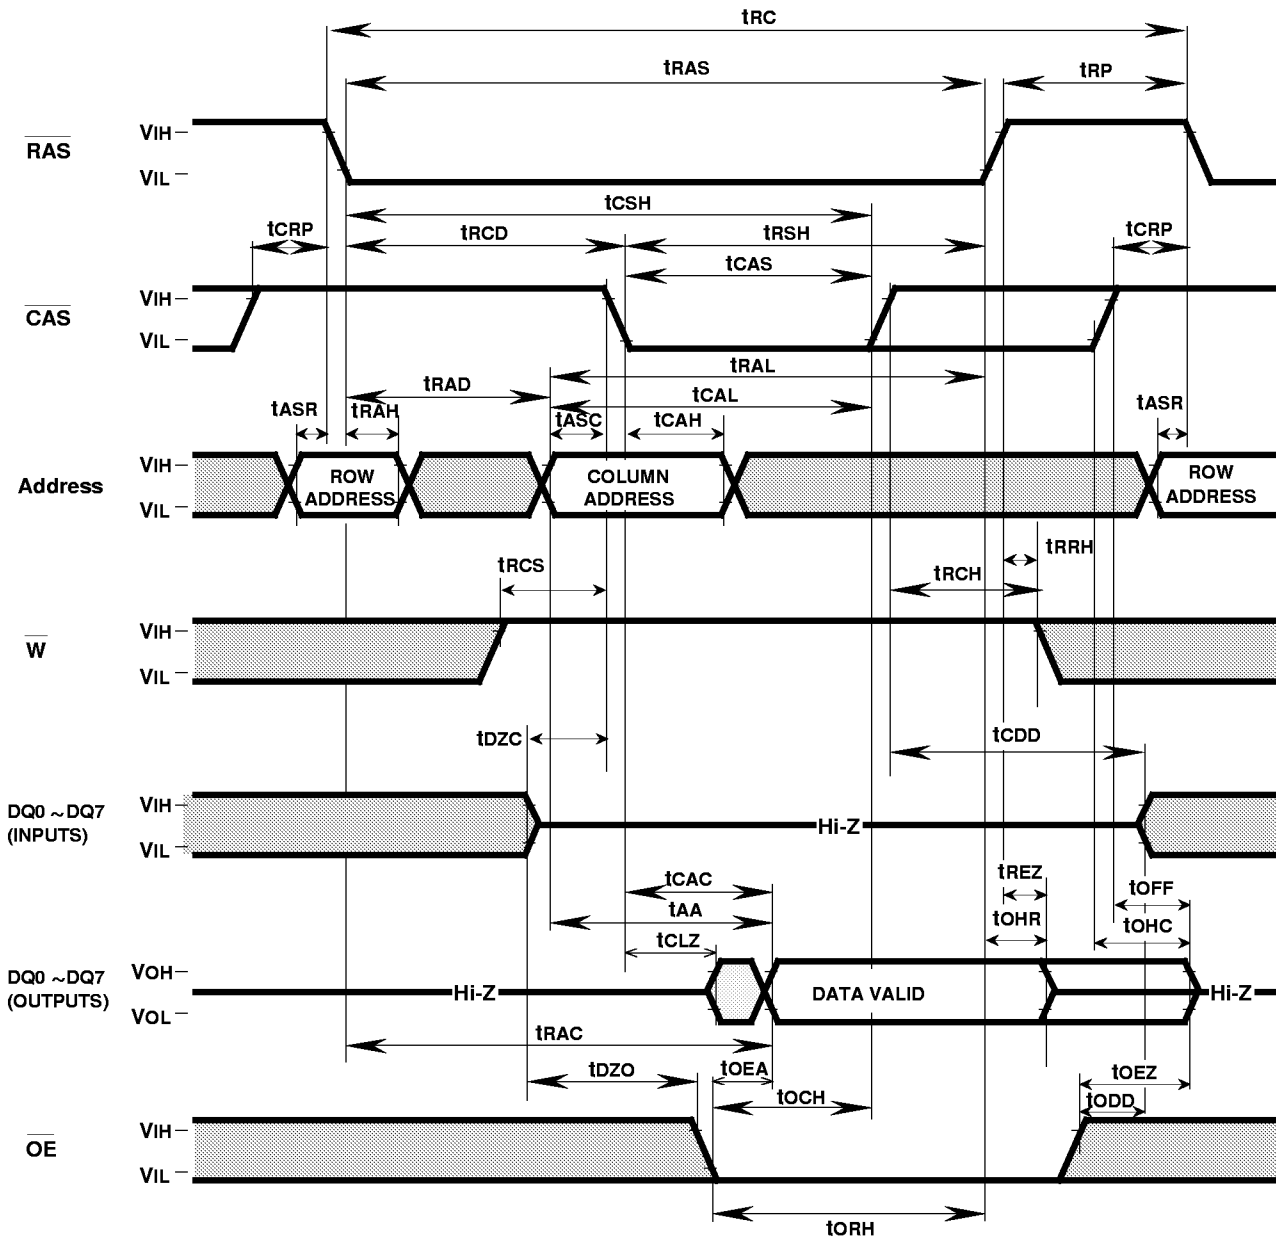 tRC
tRAS
tRP
RAS
VIH
VIL
tCSH
tCRP
tRCD
tRSH
tCRP
tCAS
CAS
VIH
VIL
tRAL
tRAD
tCAL
tASR
tRAH
tASC
tCAH
tASR
Address
VIH
VIL
ROW
ADDRESS
COLUMN
ADDRESS
ROW
ADDRESS
tRRH
tRCS
tRCH
W
VIH
VIL
tDZC
tCDD
DQ0 ~DQ7
(INPUTS)
VIH
VIL
Hi-Z
tCAC
tREZ
tOFF
tAA
tOHR
tOHC
tCLZ
DQ0 ~DQ7
(OUTPUTS)
VOH
VOL
Hi-Z
DATA VALID
Hi-Z
tRAC
tDZO
tOEA
tOEZ
tOCH
tODD
OE
VIH
VIL
tORH